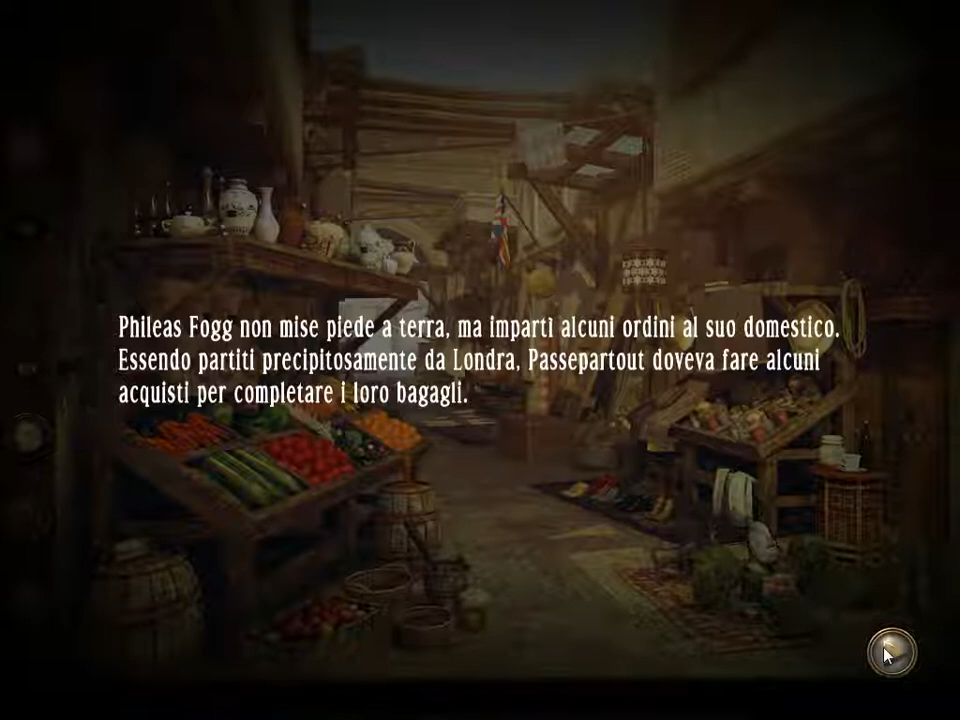 Phileas Fogg non mise piede a terra, ma impartì alcuni ordini al suo domestico.
Essendo partiti precipitosamente da Londra, Passepartout doveva fare alcuni
acquisti per completare i loro bagagli.